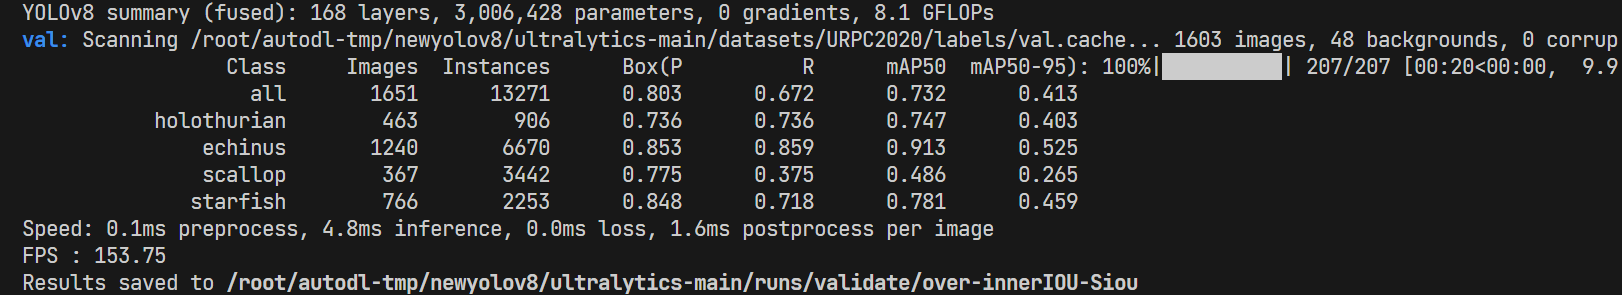 YOLOv8 summary (fused): 168 layers, 3,006,428 parameters, 0 gradients, 8.1 GFLOPs
val: Scanning /root/autodl-tmp/newyolov8/ultralytics-main/datasets/URPC2020/labels/val.cache... 1603 images, 48 backgrounds, 0 corrup
Class Images Instances Box(P R mAP50 mAP50-95): 100%|██████████| 207/207 [00:20<00:00, 9.9
all 1651 13271 0.803 0.672 0.732 0.413
holothurian 463 906 0.736 0.736 0.747 0.403
echinus 1240 6670 0.853 0.859 0.913 0.525
scallop 367 3442 0.775 0.375 0.486 0.265
starfish 766 2253 0.848 0.718 0.781 0.459
Speed: 0.1ms preprocess, 4.8ms inference, 0.0ms loss, 1.6ms postprocess per image
FPS : 153.75
Results saved to /root/autodl-tmp/newyolov8/ultralytics-main/runs/validate/over-innerIOU-Siou